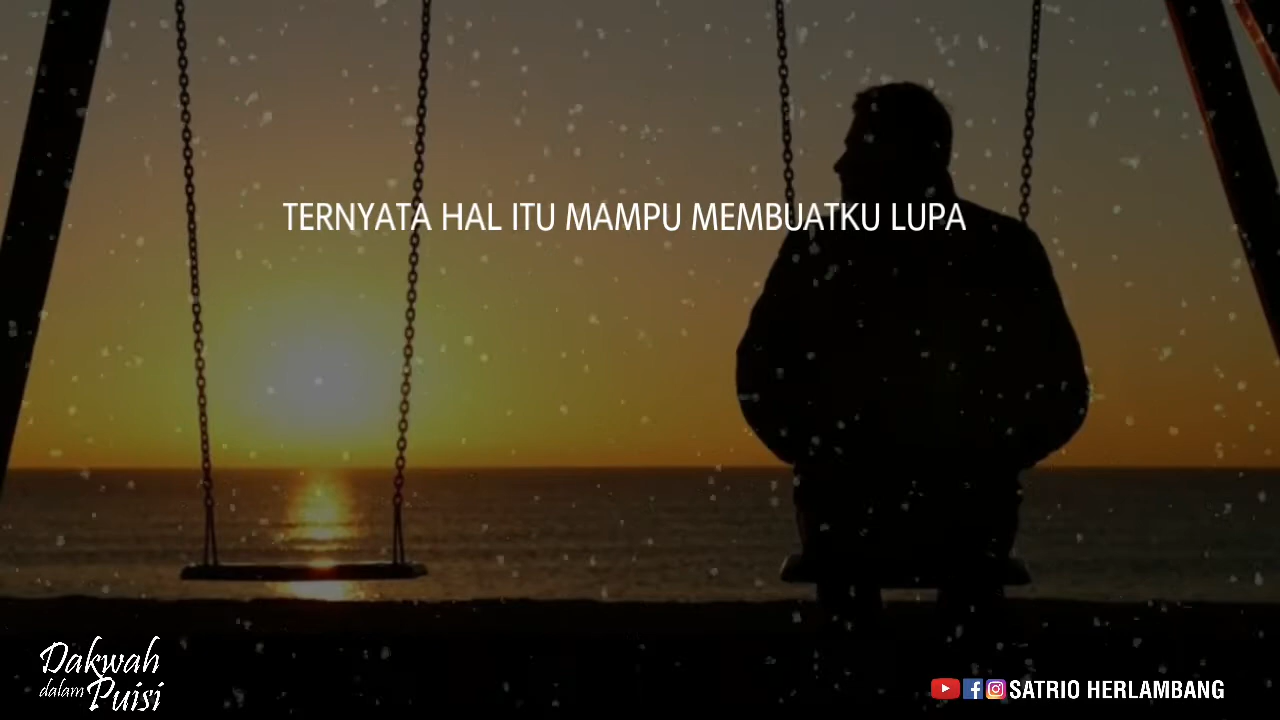 TERNYATA HAL ITU MAMPU MEMBUATKU LUPA
Dakwah
dalam Puisi
SATRIO HERLAMBANG